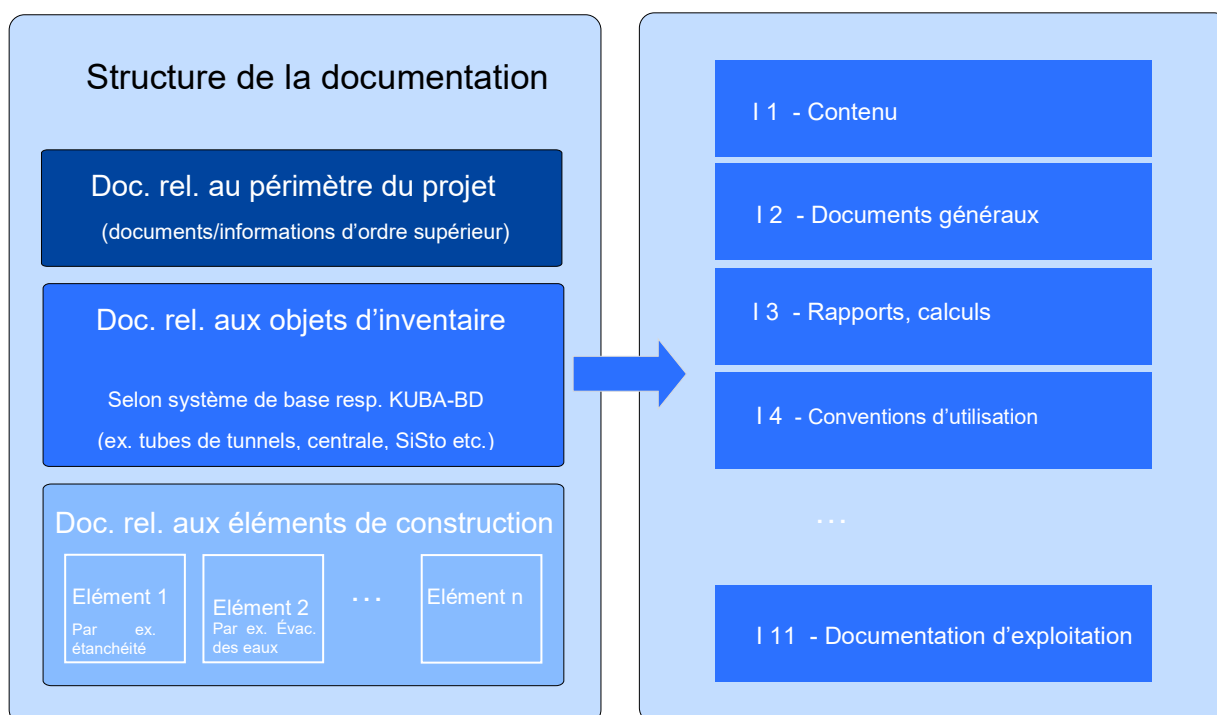 Structure de la documentation
Doc. rel. au périmètre du projet
(documents/informations d’ordre supérieur)
Doc. rel. aux objets d’inventaire
Selon système de base resp. KUBA-BD
(ex. tubes de tunnels, centrale, SiSto etc.)
Doc. rel. aux éléments de construction
Elément 1
Par ex.
étanchéité
Elément 2
Par ex. Évac.
des eaux
...
Elément n
I 1 - Contenu
I 2 - Documents généraux
I 3 - Rapports, calculs
I 4 - Conventions d’utilisation
...
I 11 - Documentation d’exploitation